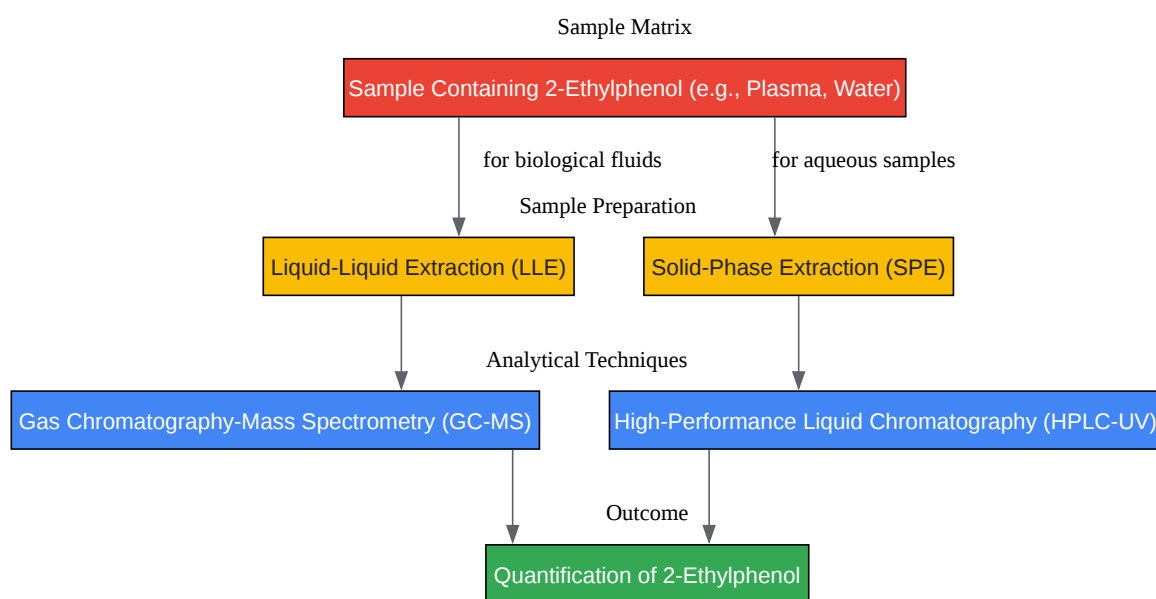 Sample Matrix
Sample Containing 2-Ethylphenol (e.g., Plasma, Water)
for biological fluids
for aqueous samples
Sample Preparation
Liquid-Liquid Extraction (LLE)
Solid-Phase Extraction (SPE)
Analytical Techniques
Gas Chromatography-Mass Spectrometry (GC-MS)
High-Performance Liquid Chromatography (HPLC-UV)
Outcome
Quantification of 2-Ethylphenol